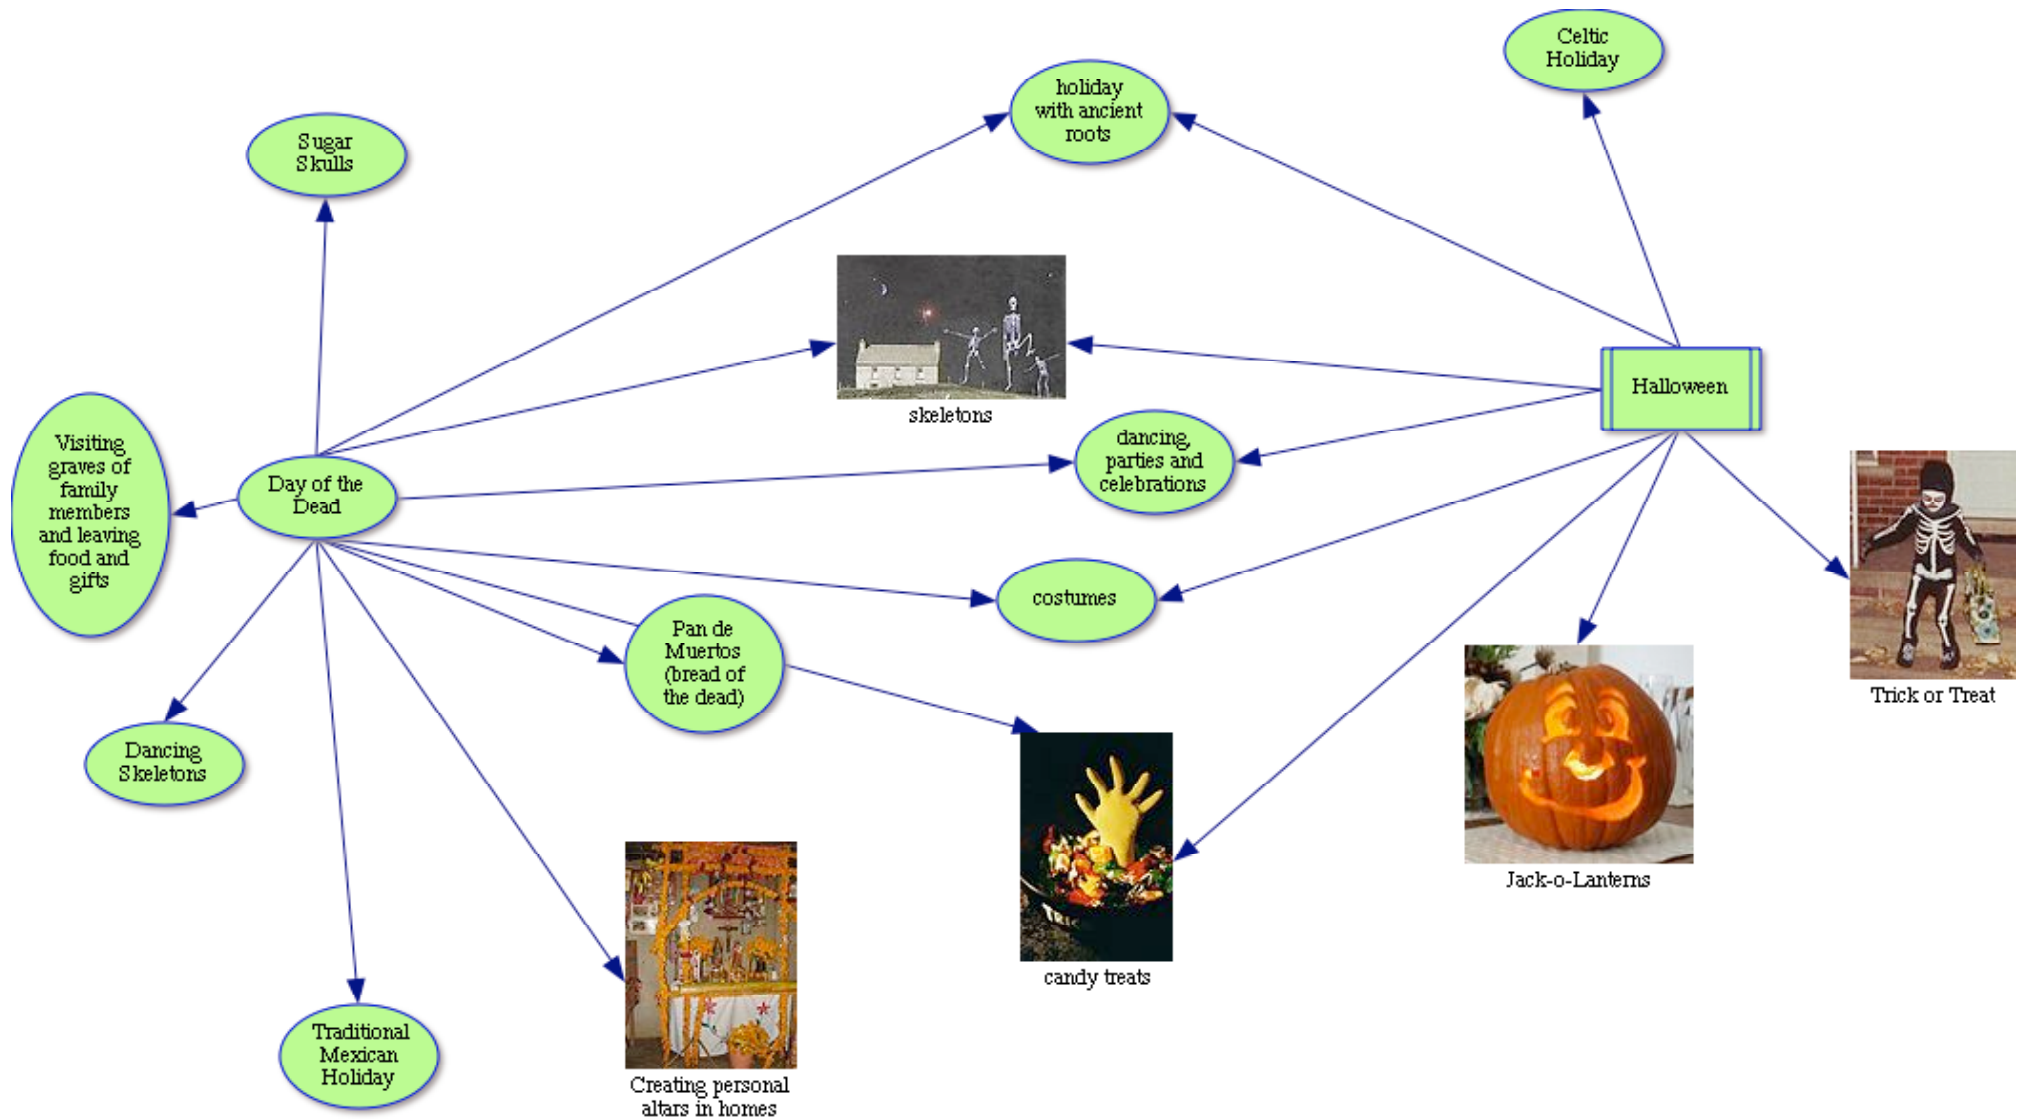 Celtic
Holiday
holiday
with ancient
roots
Sugar
Skulls
skeletons
Halloween
Visiting
graves of
family
members
and leaving
food and
gifts
Day of the
Dead
dancing,
parties and
celebrations
costumes
Pan de
Muertos
(bread of
the dead)
Trick or Treat
Dancing
Skeletons
Jack-o-Lanterns
candy treats
Traditional
Mexican
Holiday
Creating personal
altars in homes